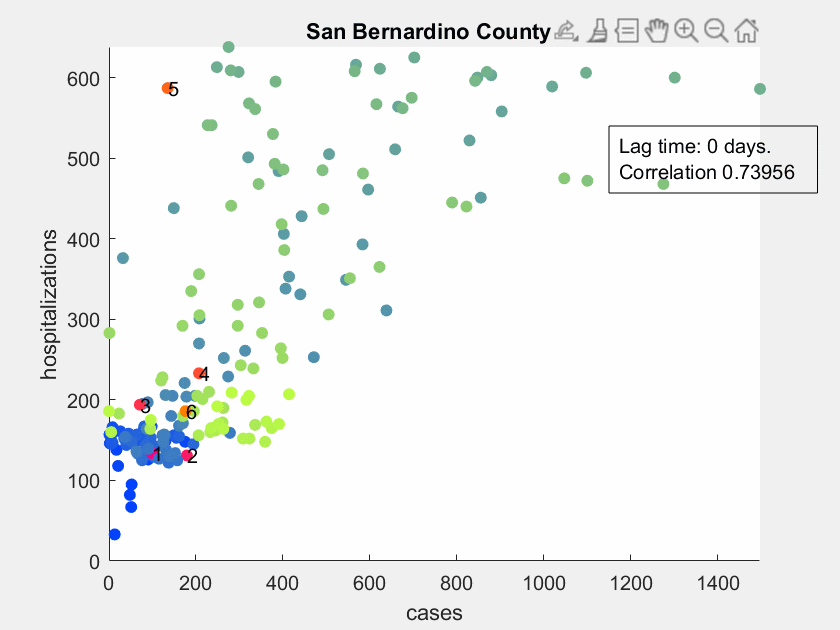 San Bernardino County
600
500
400
300
200
100
0
hospitalizations
5
Lag time: 0 days.
Correlation 0.73956
4
3
6
1
2
0 200 400 600 800 1000 1200 1400
cases